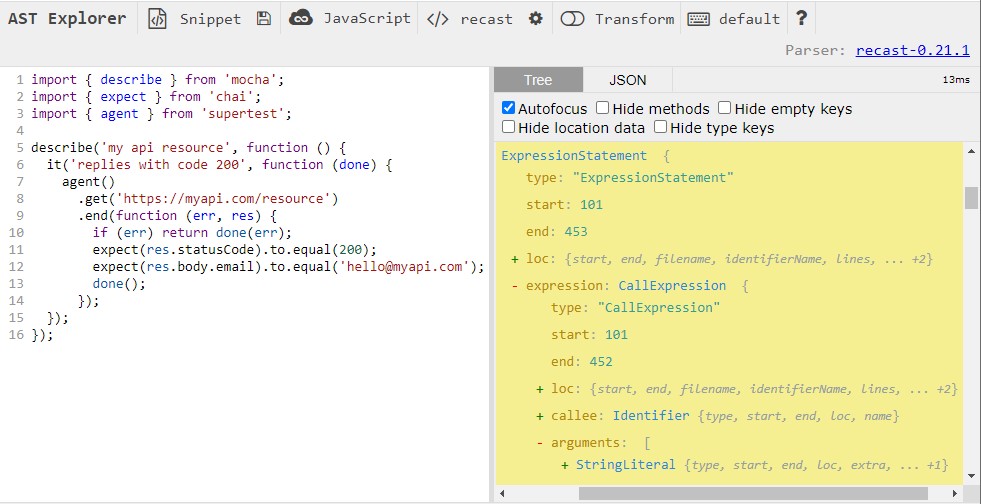 AST Explorer Snippet JavaScript </> recast Transform default ?
Parser: recast-0.21.1
1 import { describe } from 'mocha';
2 import { expect } from 'chai';
3 import { agent } from 'supertest';
4
5 describe('my api resource', function () {
6 it('replies with code 200', function (done) {
7 agent()
8 .get('https://myapi.com/resource')
9 .end(function (err, res) {
10 if (err) return done(err);
11 expect(res.statusCode).to.equal(200);
12 expect(res.body.email).to.equal('hello@myapi.com');
13 done();
14 });
15 });
16 });
Tree JSON 13ms
Autofocus Hide methods Hide empty keys
Hide location data Hide type keys
ExpressionStatement {
type: "ExpressionStatement"
start: 101
end: 453
+ loc: {start, end, filename, identifierName, lines, ... +2}
- expression: CallExpression {
type: "CallExpression"
start: 101
end: 452
+ loc: {start, end, filename, identifierName, lines, ... +2}
+ callee: Identifier {type, start, end, loc, name}
- arguments: [
+ StringLiteral {type, start, end, loc, extra, ... +1}